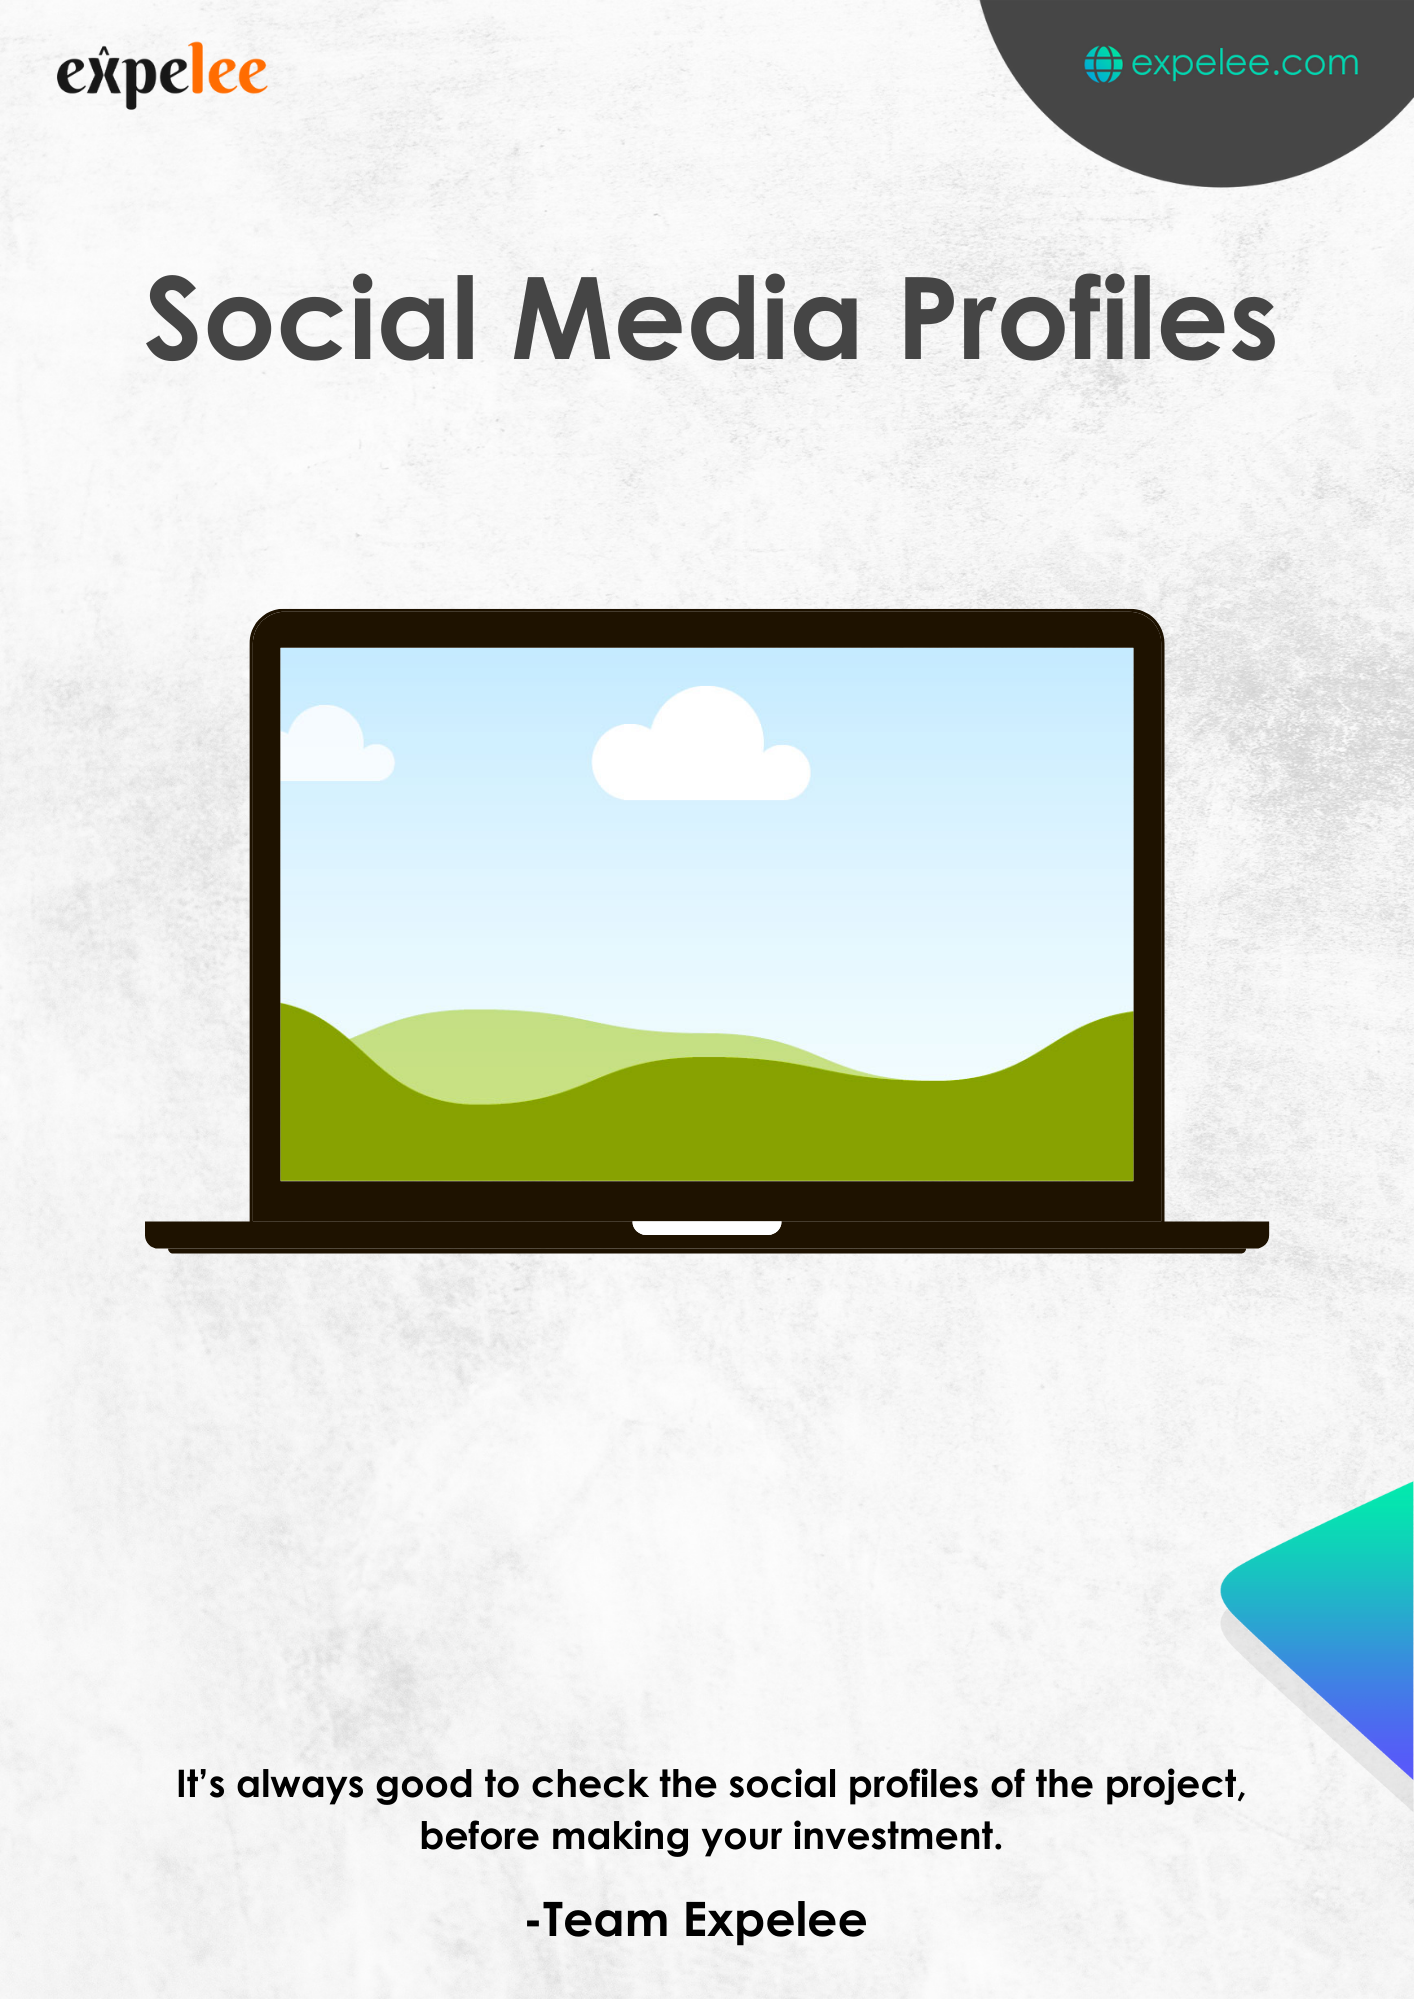 expelee
expelee.com
Social Media Profiles
It’s always good to check the social profiles of the project,
before making your investment.
-Team Expelee